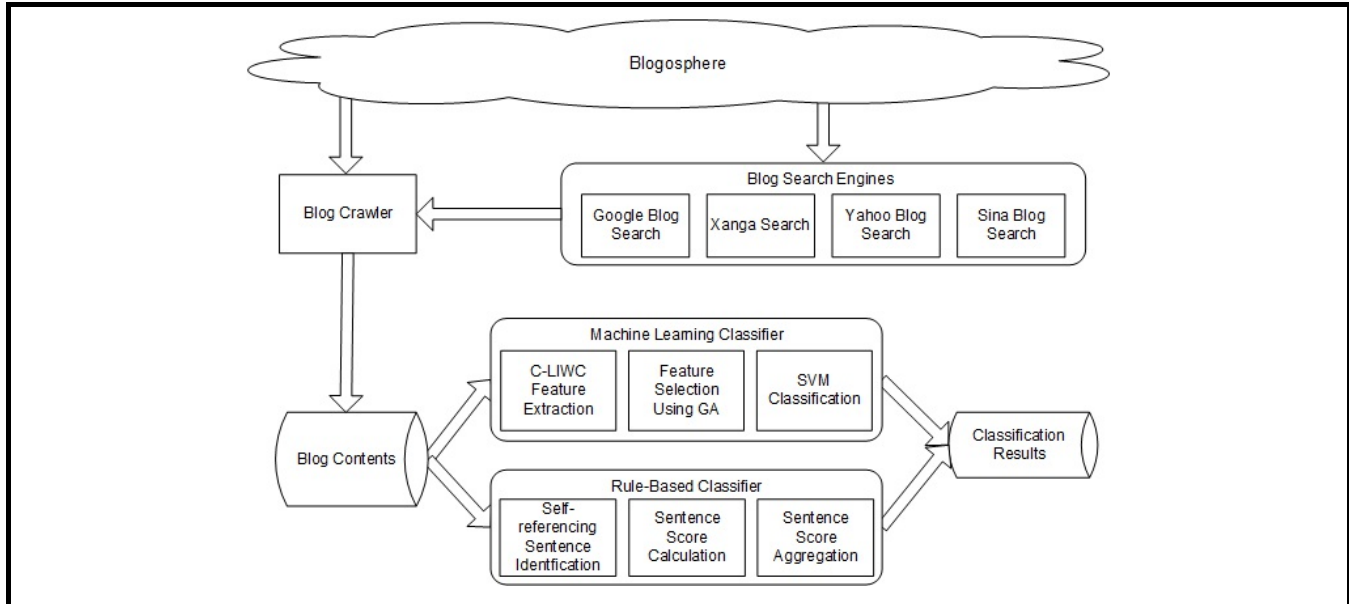 Blogosphere
Blog Search Engines
Blog Crawler
Google Blog
Search
Xanga Search
Yahoo Blog
Search
Sina Blog
Search
Machine Learning Classifier
C-LIWC
Feature
Extraction
Feature
Selection
Using GA
SVM
Classification
Blog Contents
Classification
Results
Rule-Based Classifier
Self-
referencing
Sentence
Identfication
Sentence
Score
Calculation
Sentence
Score
Aggregation